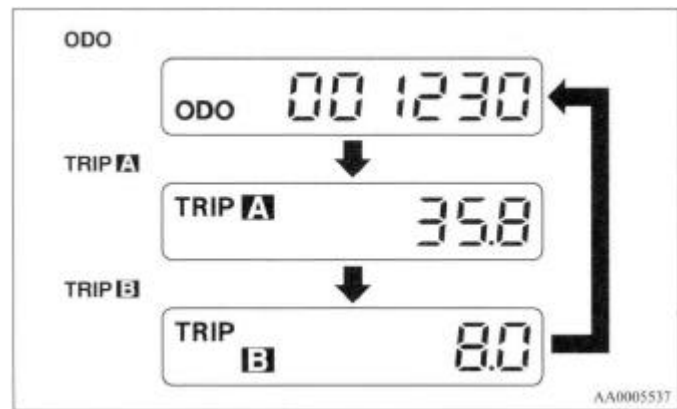 ODO
ODO 001230
TRIP A
TRIP A 35.8
TRIP B
TRIP
B 8.0
AA0005537